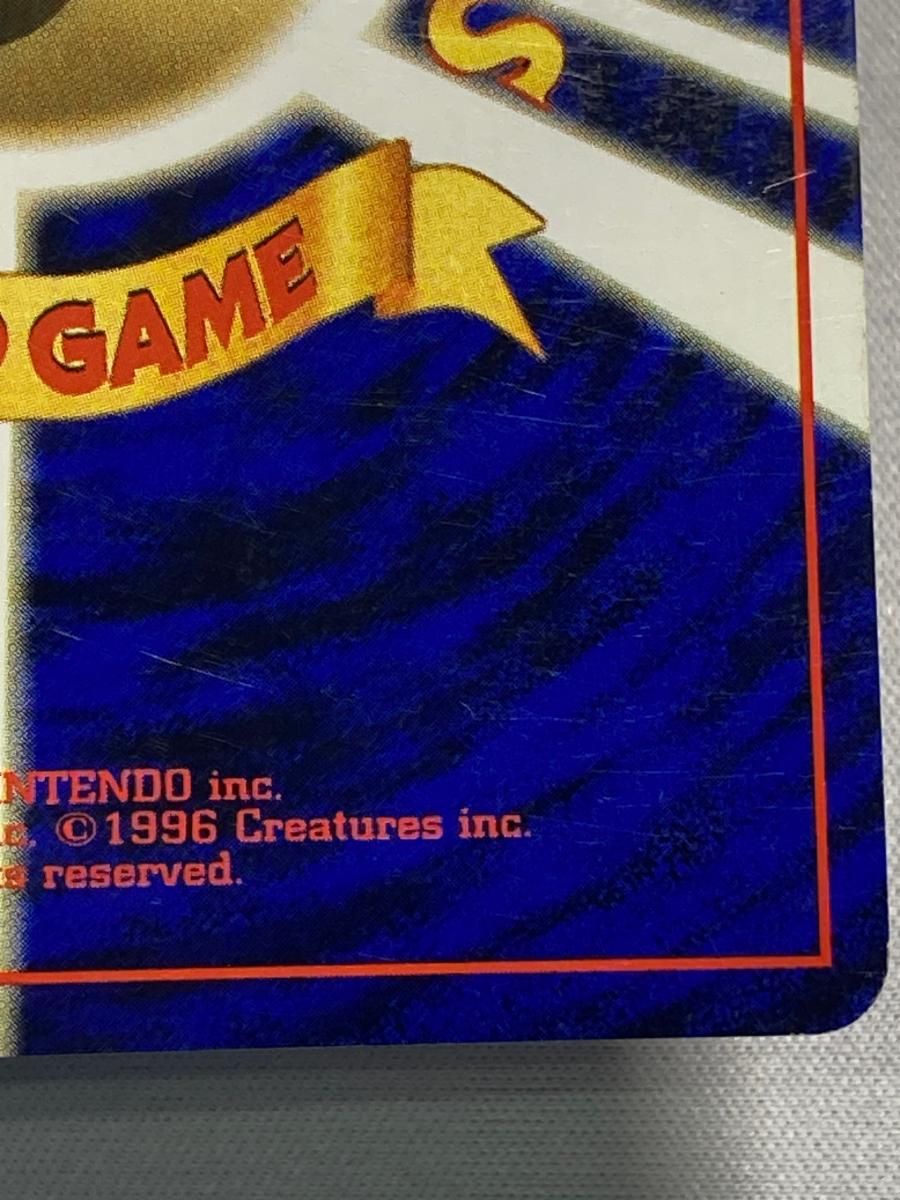 S
GAME
NTENDO inc.
©1996 Creatures inc.
reserved.